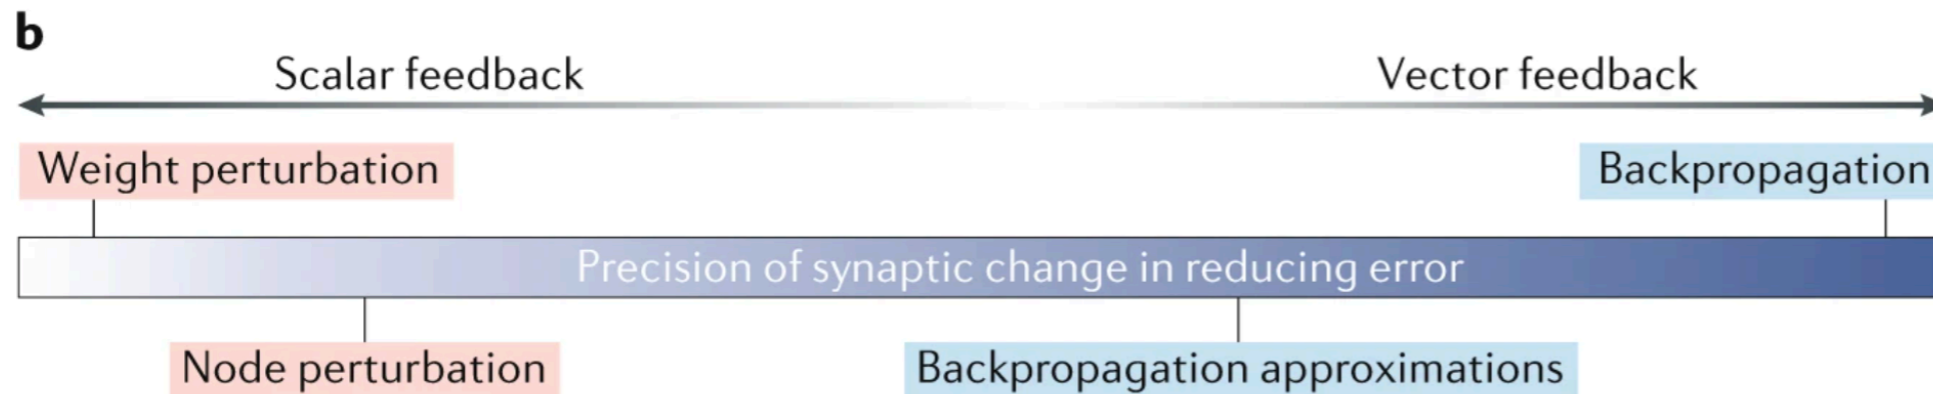 b
Scalar feedback
Vector feedback
Weight perturbation
Backpropagation
Precision of synaptic change in reducing error
Node perturbation
Backpropagation approximations